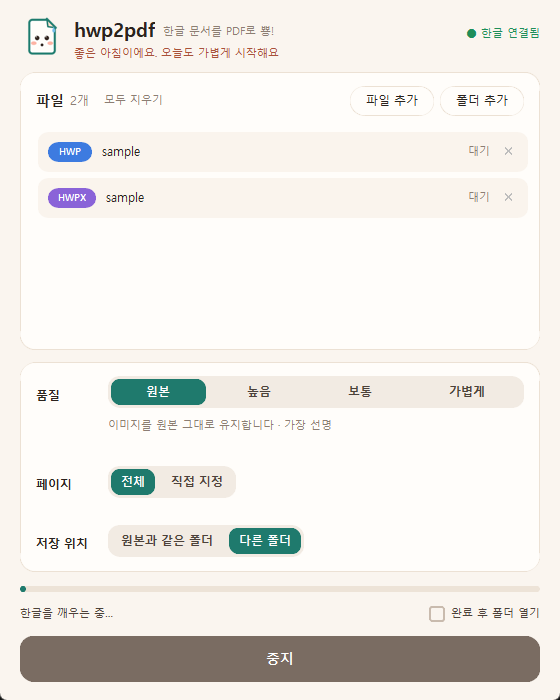 hwp2pdf 한글 문서를 PDF로 뿅!
좋은 아침이에요. 오늘도 가볍게 시작해요
한글 연결됨
파일 2개 모두 지우기 파일 추가 폴더 추가
HWP sample 대기 ×
HWPX sample 대기 ×
품질 원본 높음 보통 가볍게
이미지를 원본 그대로 유지합니다 · 가장 선명
페이지 전체 직접 지정
저장 위치 원본과 같은 폴더 다른 폴더
한글을 깨우는 중... 완료 후 폴더 열기
중지